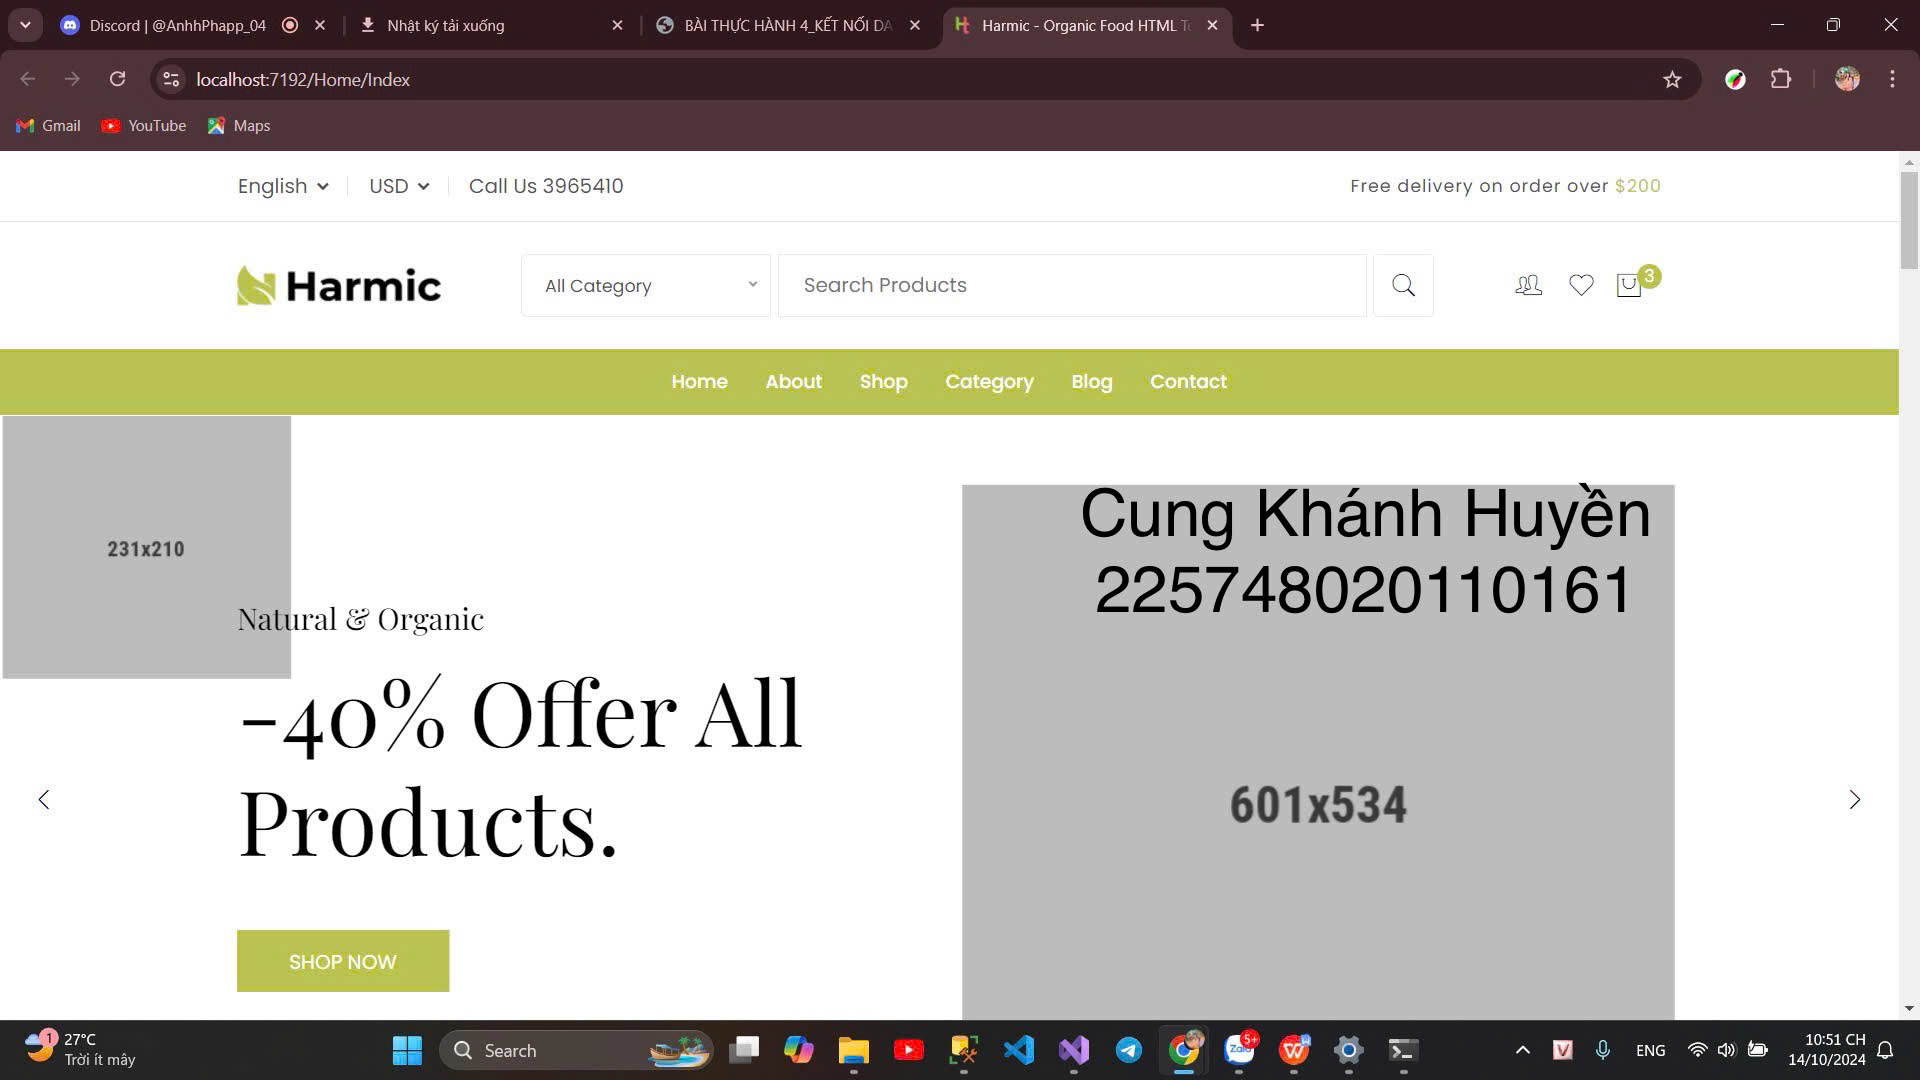 Discord | @AnhhPhapp_04
Nhật ký tải xuống
BÀI THỰC HÀNH 4_KẾT NỐI DA
Harmic - Organic Food HTML Te
localhost:7192/Home/Index
Gmail
YouTube
Maps
English
USD
Call Us 3965410
Free delivery on order over $200
Harmic
All Category
Search Products
3
Home
About
Shop
Category
Blog
Contact
231x210
Natural & Organic
-40% Offer All
Products.
SHOP NOW
Cung Khánh Huyền
225748020110161
601x534
1
27°C
Trời ít mây
Search
Zalo
5+
ENG
10:51 CH
14/10/2024